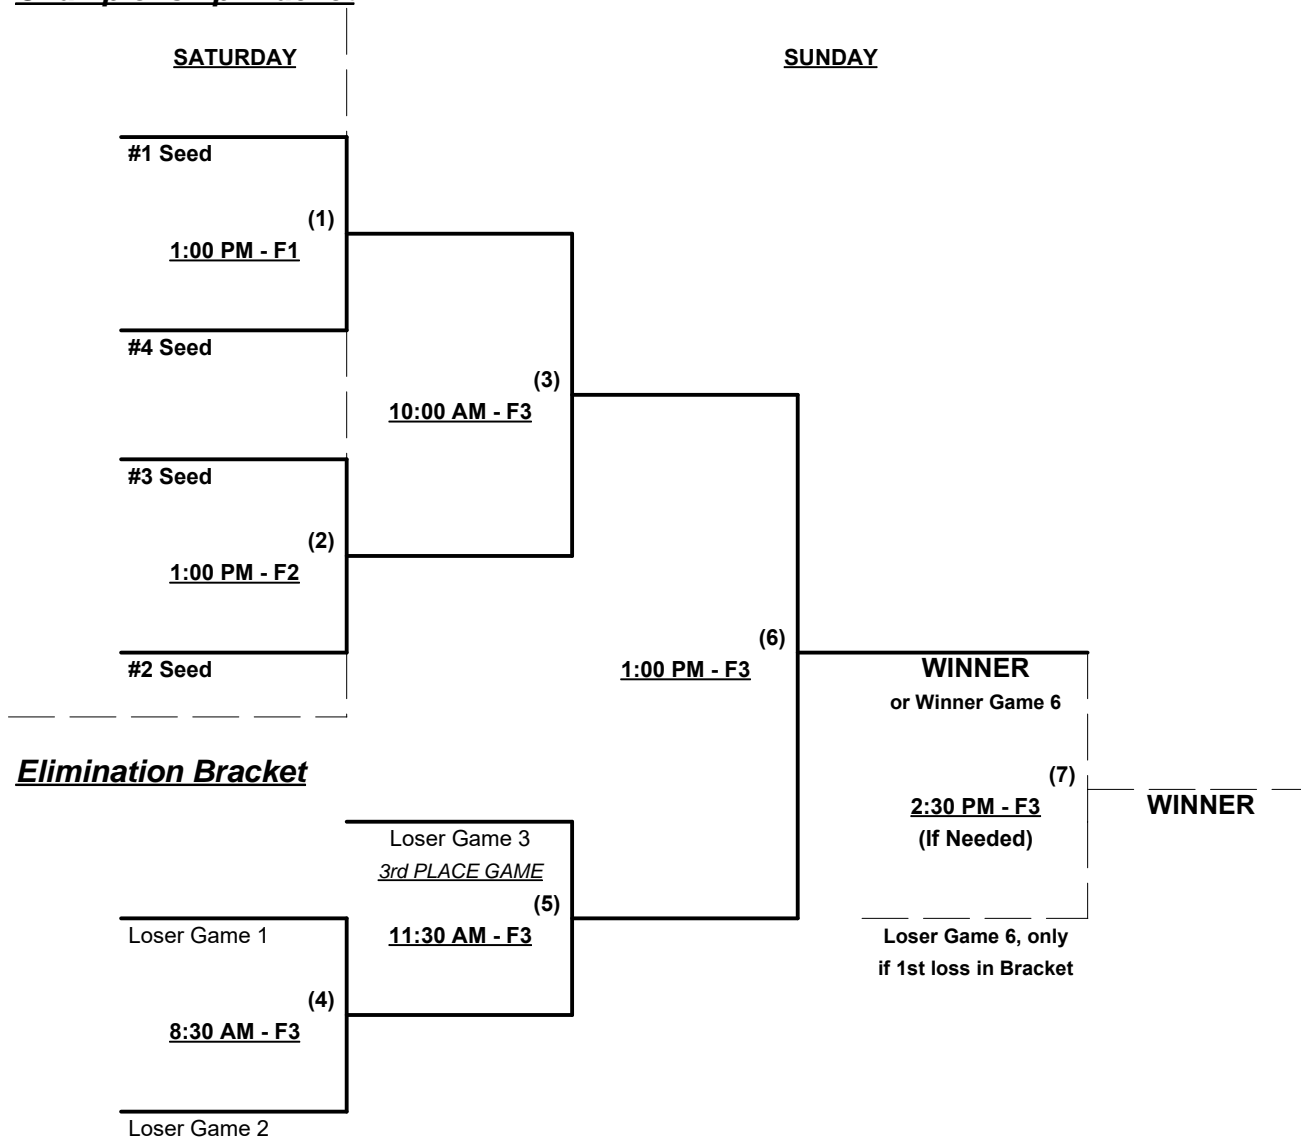 SATURDAY
SUNDAY
#1 Seed
(1)
1:00 PM - F1
#4 Seed
(3)
10:00 AM - F3
#3 Seed
(2)
1:00 PM - F2
#2 Seed
(6)
1:00 PM - F3
WINNER
or Winner Game 6
Elimination Bracket
(7)
2:30 PM - F3
(If Needed)
WINNER
Loser Game 3
3rd PLACE GAME
(5)
11:30 AM - F3
Loser Game 6, only
if 1st loss in Bracket
Loser Game 1
(4)
8:30 AM - F3
Loser Game 2